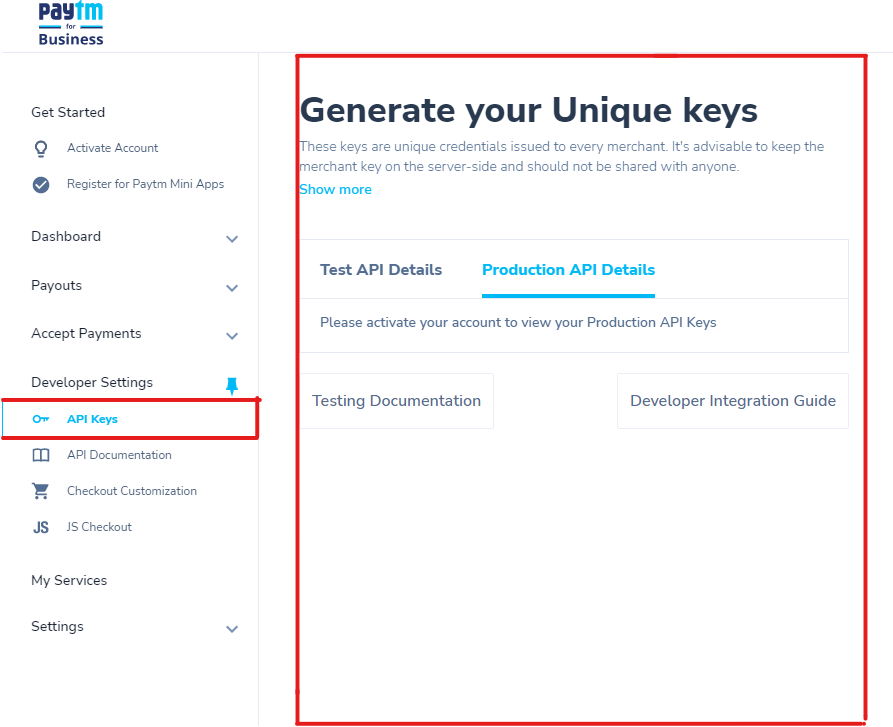 paytm
for
Business
Get Started
Activate Account
Register for Paytm Mini Apps
Dashboard
Payouts
Accept Payments
Developer Settings
API Keys
API Documentation
Checkout Customization
JS JS Checkout
My Services
Settings
Generate your Unique keys
These keys are unique credentials issued to every merchant. It's advisable to keep the
merchant key on the server-side and should not be shared with anyone.
Show more
Test API Details Production API Details
Please activate your account to view your Production API Keys
Testing Documentation Developer Integration Guide